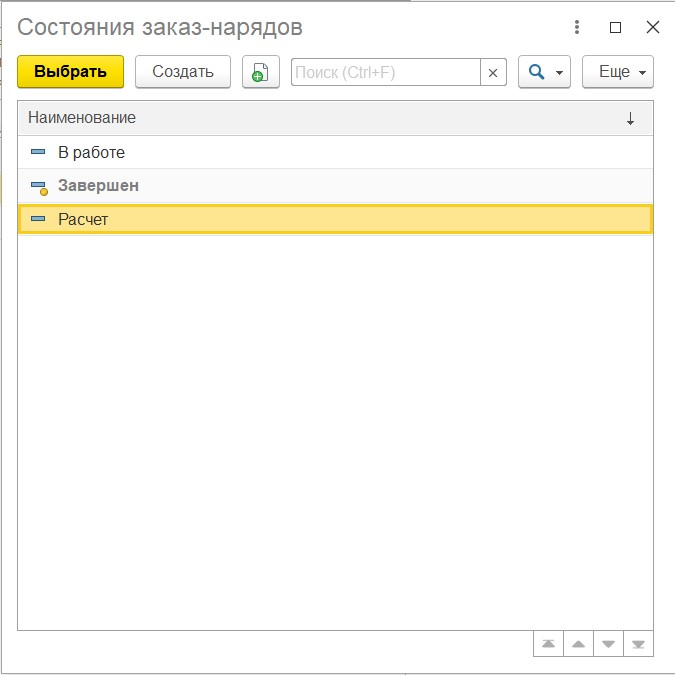 Состояния заказ-нарядов
Выбрать
Создать
Поиск (Ctrl+F)
Еще
Наименование
В работе
Завершен
Расчет